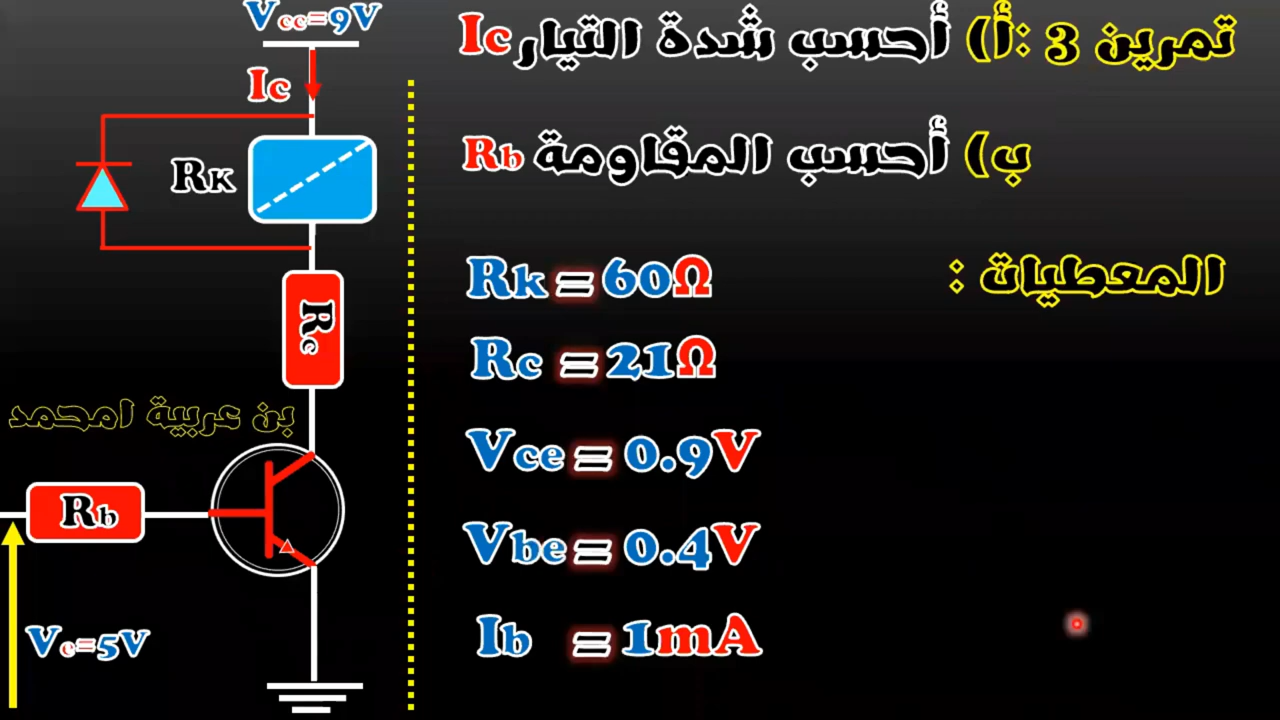 تمرين 3 :أ) أحسب شدة التيار Ic
ب) أحسب المقاومة Rb
المعطيات :
Rk = 60Ω
Rc = 21Ω
Vce = 0.9V
Vbe = 0.4V
Ib = 1mA
Vcc=9V
Ic
RK
Rc
بن عربية امحمد
Rb
Ve=5V